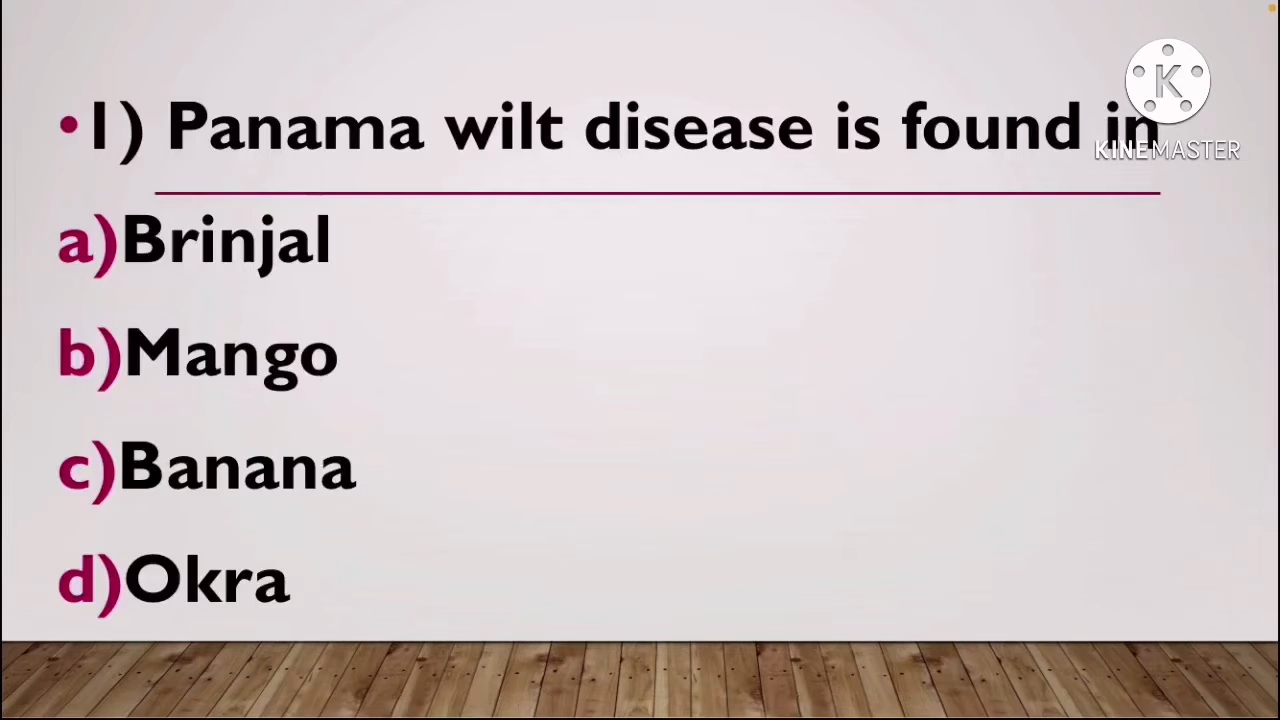 •1) Panama wilt disease is found in
KINEMASTER
a)Brinjal
b)Mango
c)Banana
d)Okra